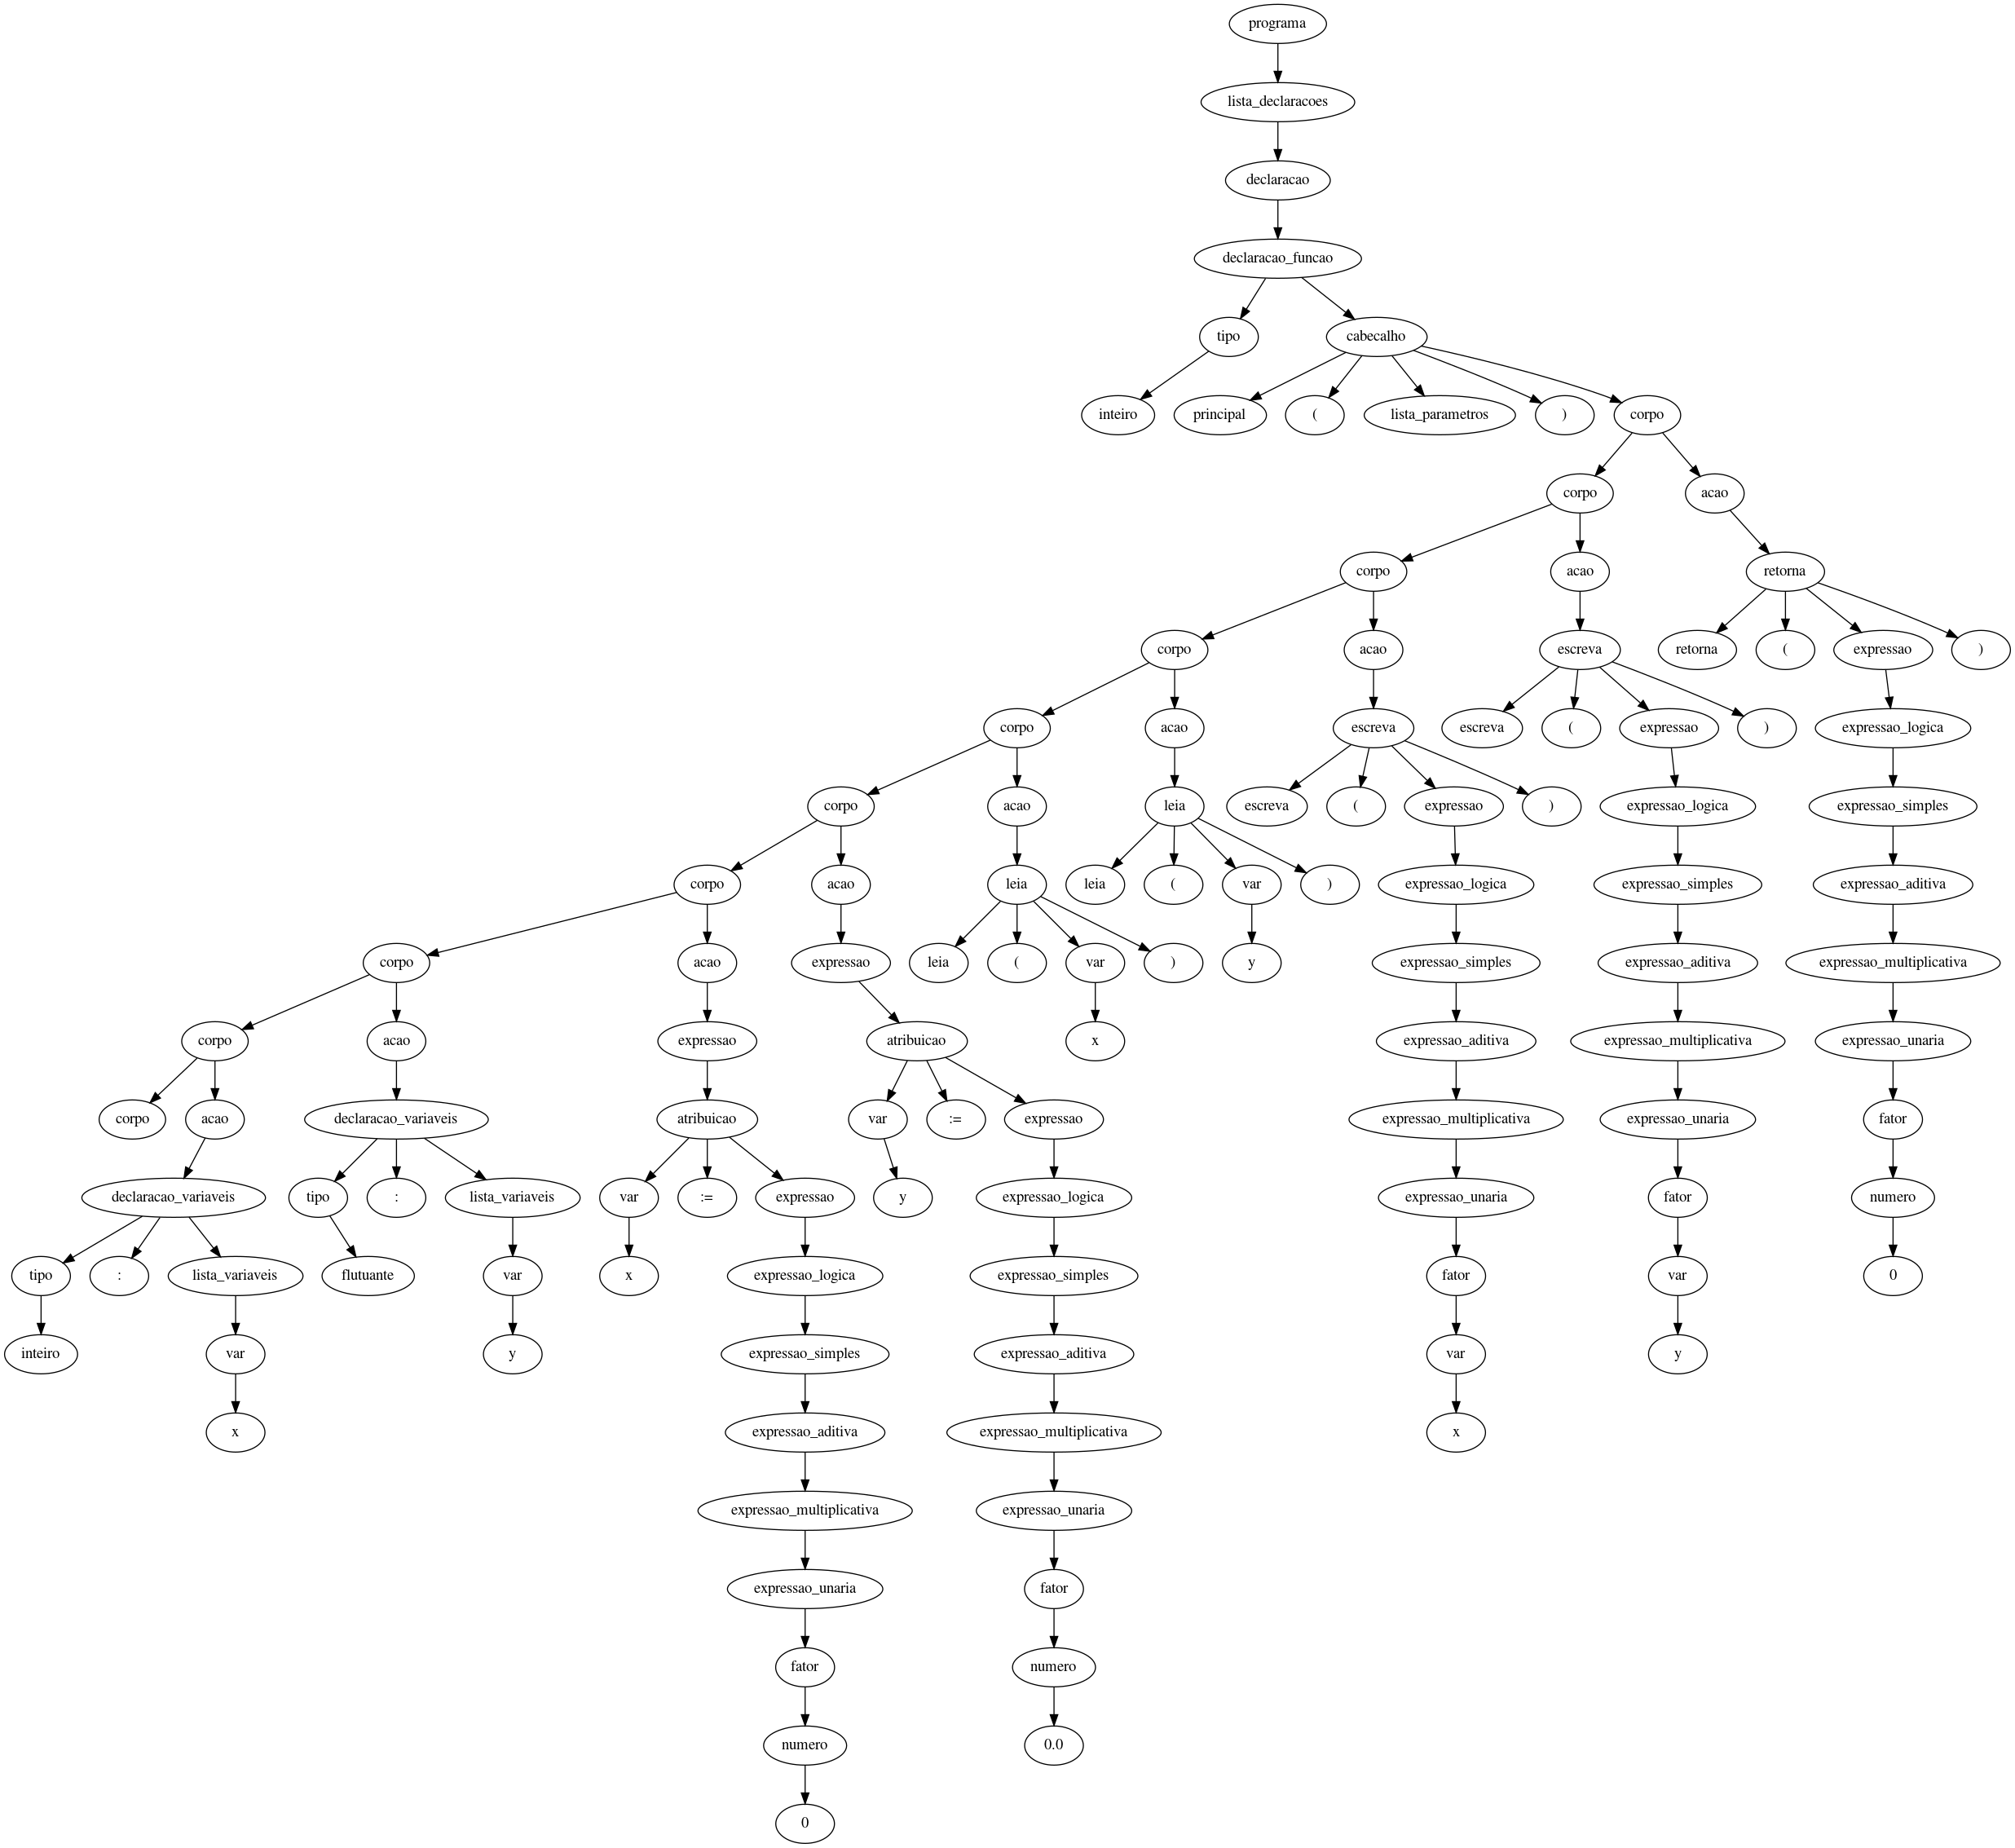 programa
lista_declaracoes
declaracao
declaracao_funcao
tipo cabecalho
inteiro principal ( lista_parametros ) corpo
corpo acao
corpo acao retorna
corpo acao escreva retorna ( expressao )
corpo acao escreva escreva ( expressao ) expressao_logica
corpo acao leia escreva ( expressao ) expressao_logica expressao_simples
corpo acao leia leia ( var ) expressao_logica expressao_simples expressao_aditiva
corpo acao expressao leia ( var ) y expressao_simples expressao_aditiva expressao_multiplicativa
corpo acao expressao atribuicao x expressao_aditiva expressao_multiplicativa expressao_unaria
corpo acao declaracao_variaveis atribuicao var := expressao expressao_multiplicativa expressao_unaria fator
declaracao_variaveis tipo : lista_variaveis var := expressao y expressao_logica expressao_unaria fator numero
tipo : lista_variaveis flutuante var x expressao_logica expressao_simples fator var 0
inteiro var y expressao_simples expressao_aditiva var y
x expressao_aditiva expressao_multiplicativa x
expressao_multiplicativa expressao_unaria
expressao_unaria fator
fator numero
numero 0.0
0